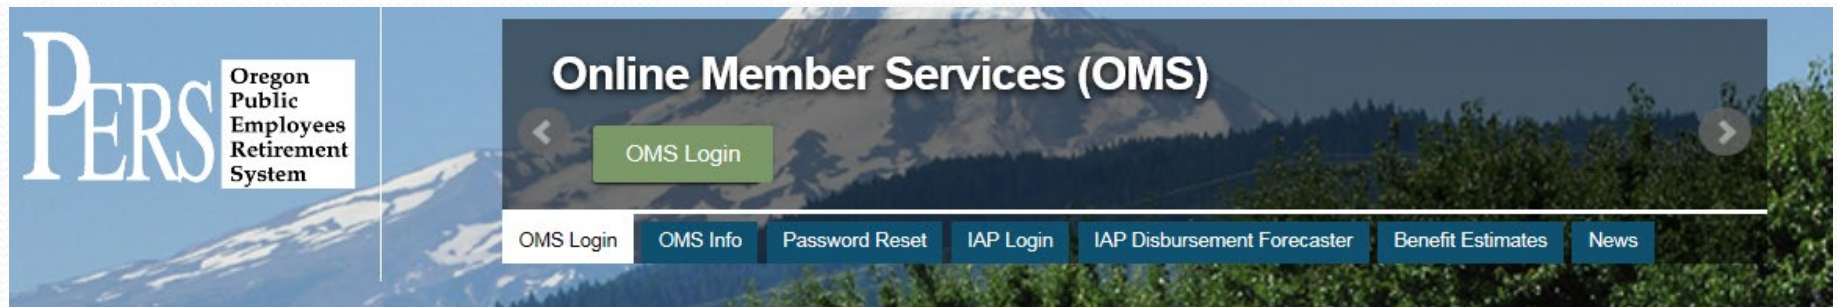 PERS
Oregon
Public
Employees
Retirement
System
Online Member Services (OMS)
OMS Login
OMS Login OMS Info Password Reset IAP Login IAP Disbursement Forecaster Benefit Estimates News